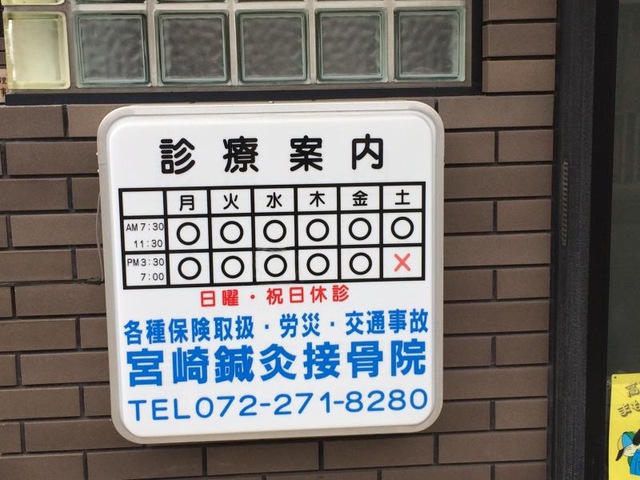 診療案内
月 火 水 木 金 土
AM 7:30 ○ ○ ○ ○ ○ ○
11:30
PM 3:30 ○ ○ ○ ○ ○ ×
7:00
日曜・祝日休診
各種保険取扱・労災・交通事故
宮崎鍼灸接骨院
TEL072-271-8280